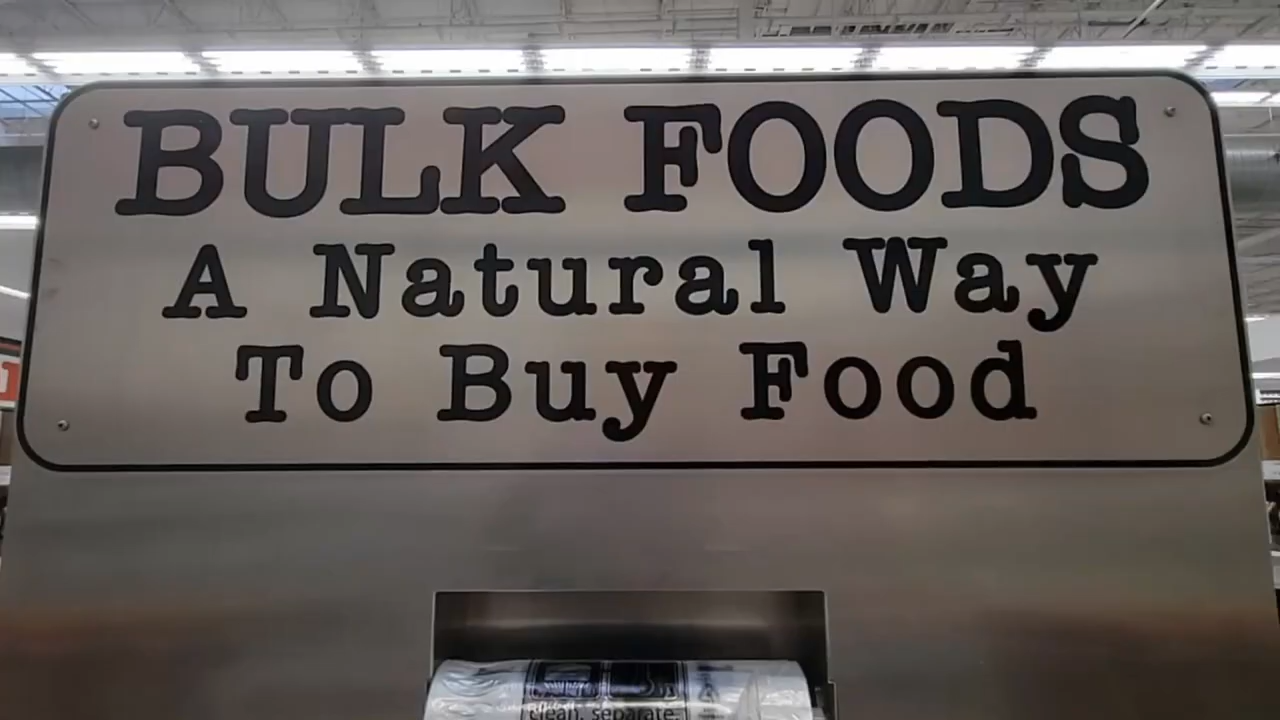 BULK FOODS
A Natural Way
To Buy Food
clean, separate,